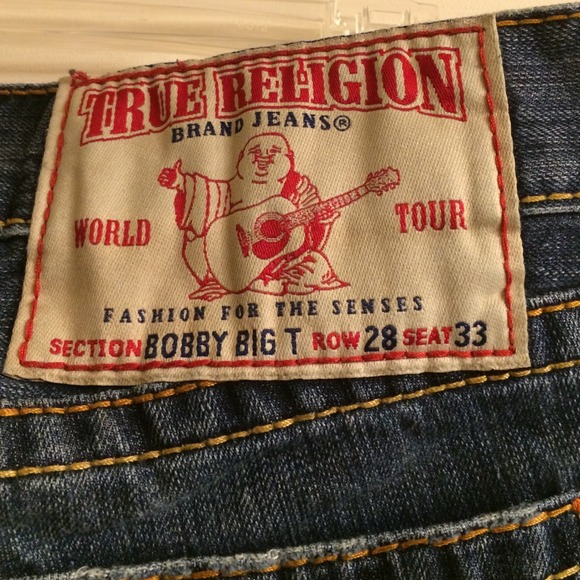 TRUE RELIGION
BRAND JEANS®
WORLD TOUR
FASHION FOR THE SENSES
SECTION BOBBY BIG T ROW 28 SEAT 33